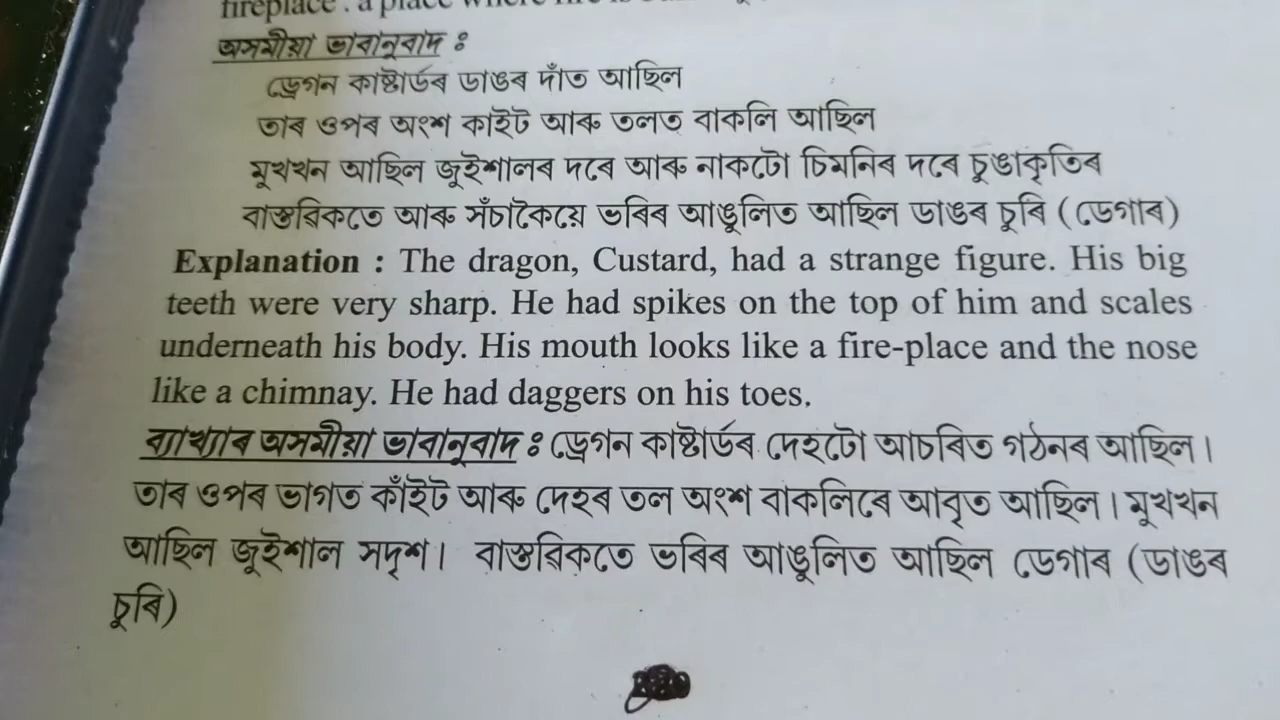 fireplace : a place where fire is
অসমীয়া ভাবানুবাদ ঃ
ড্ৰেগন কাষ্টাৰ্ডৰ ডাঙৰ দাঁত আছিল
তাৰ ওপৰ অংশ কাইট আৰু তলত বাকলি আছিল
মুখখন আছিল জুইশালৰ দৰে আৰু নাকটো চিমনিৰ দৰে চুঙাকৃতিৰ
বাস্তৱিকতে আৰু সঁচাকৈয়ে ভৰিৰ আঙুলিত আছিল ডাঙৰ চুৰি (ডেগাৰ)
Explanation : The dragon, Custard, had a strange figure. His big
teeth were very sharp. He had spikes on the top of him and scales
underneath his body. His mouth looks like a fire-place and the nose
like a chimnay. He had daggers on his toes.
ব্যাখ্যাৰ অসমীয়া ভাবানুবাদ ঃ ড্ৰেগন কাষ্টাৰ্ডৰ দেহটো আচৰিত গঠনৰ আছিল।
তাৰ ওপৰ ভাগত কাঁইট আৰু দেহৰ তল অংশ বাকলিৰে আবৃত আছিল। মুখখন
আছিল জুইশাল সদৃশ। বাস্তৱিকতে ভৰিৰ আঙুলিত আছিল ডেগাৰ (ডাঙৰ
চুৰি)